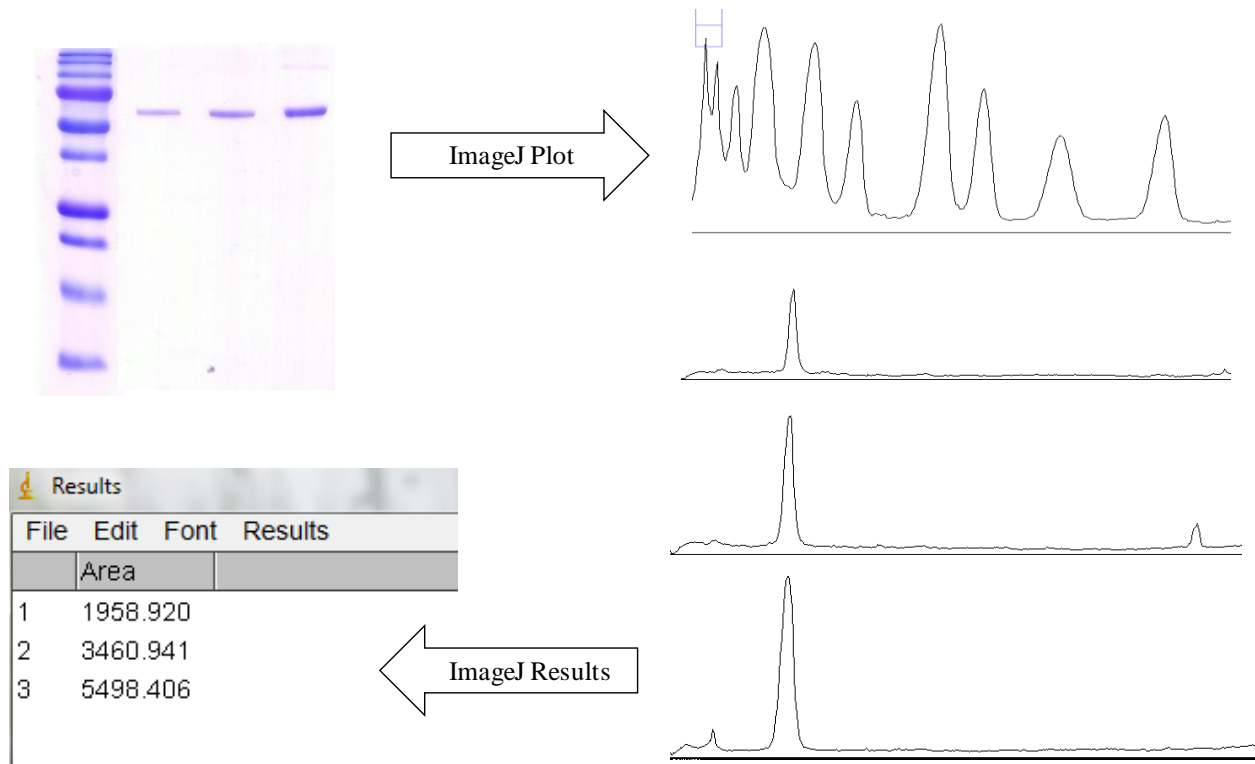 ImageJ Plot
Results
File Edit Font Results
Area
1 1958.920
2 3460.941
3 5498.406
ImageJ Results